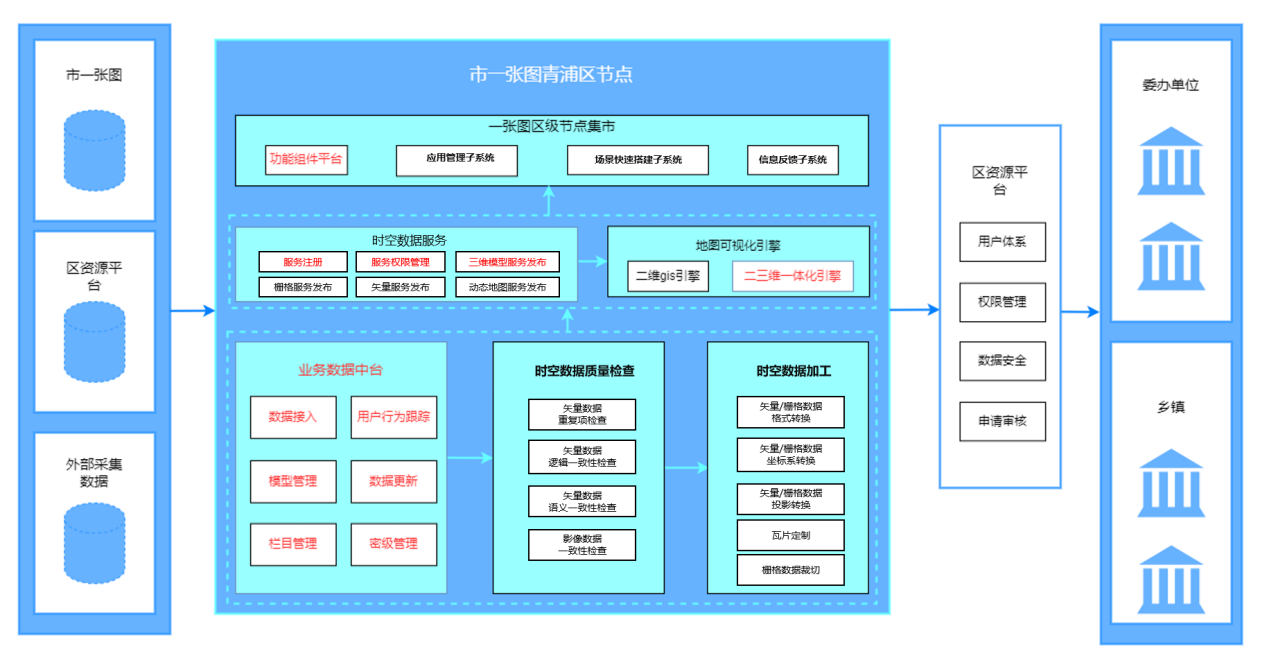 市一张图
区资源平
台
外部采集
数据
市一张图青浦区节点
一张图区级节点集市
功能组件平台
应用管理子系统
场景快速搭建子系统
信息反馈子系统
时空数据服务
服务注册
服务权限管理
三维模型服务发布
栅格服务发布
矢量服务发布
动态地图服务发布
地图可视化引擎
二维gis引擎
二三维一体化引擎
业务数据中台
数据接入
用户行为跟踪
模型管理
数据更新
栏目管理
密级管理
时空数据质量检查
矢量数据
重复项检查
矢量数据
逻辑一致性检查
矢量数据
语义一致性检查
影像数据
一致性检查
时空数据加工
矢量/栅格数据
格式转换
矢量/栅格数据
坐标系转换
矢量/栅格数据
投影转换
瓦片定制
栅格数据裁切
区资源平
台
用户体系
权限管理
数据安全
申请审核
委办单位
乡镇